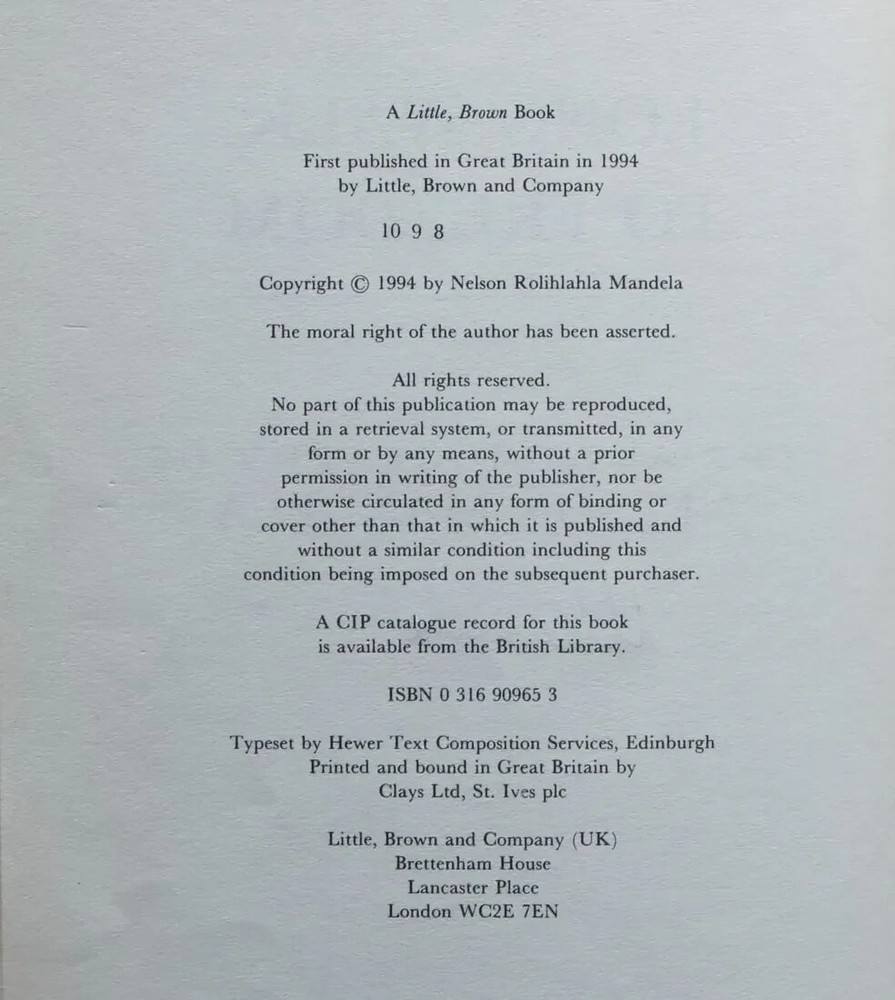 A Little, Brown Book
First published in Great Britain in 1994
by Little, Brown and Company
10 9 8
Copyright © 1994 by Nelson Rolihlahla Mandela
The moral right of the author has been asserted.
All rights reserved.
No part of this publication may be reproduced,
stored in a retrieval system, or transmitted, in any
form or by any means, without a prior
permission in writing of the publisher, nor be
otherwise circulated in any form of binding or
cover other than that in which it is published and
without a similar condition including this
condition being imposed on the subsequent purchaser.
A CIP catalogue record for this book
is available from the British Library.
ISBN 0 316 90965 3
Typeset by Hewer Text Composition Services, Edinburgh
Printed and bound in Great Britain by
Clays Ltd, St. Ives plc
Little, Brown and Company (UK)
Brettenham House
Lancaster Place
London WC2E 7EN